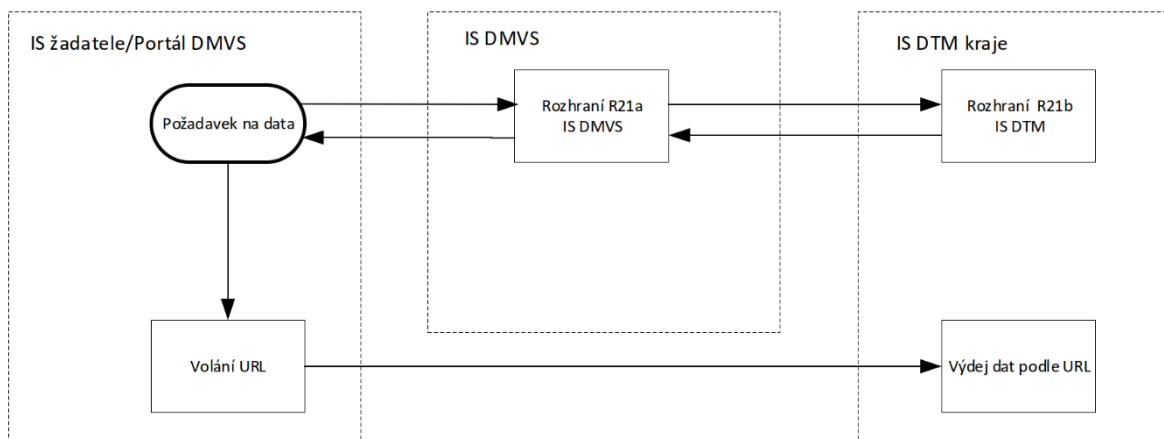 IS žadatele/Portál DMVS
IS DMVS
IS DTM kraje
Požadavek na data
Rozhraní R21a
IS DMVS
Rozhraní R21b
IS DTM
Volání URL
Výdej dat podle URL